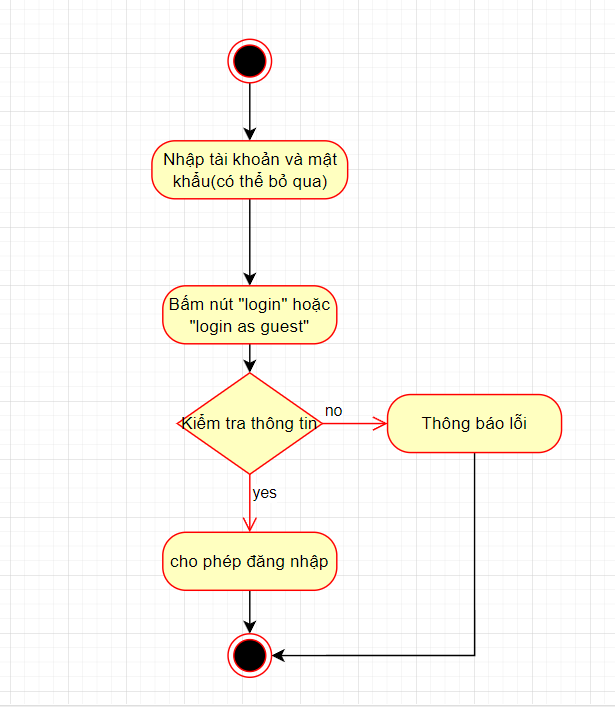 Nhập tài khoản và mật
khẩu(có thể bỏ qua)
Bấm nút "login" hoặc
"login as guest"
Kiểm tra thông tin
no
Thông báo lỗi
yes
cho phép đăng nhập